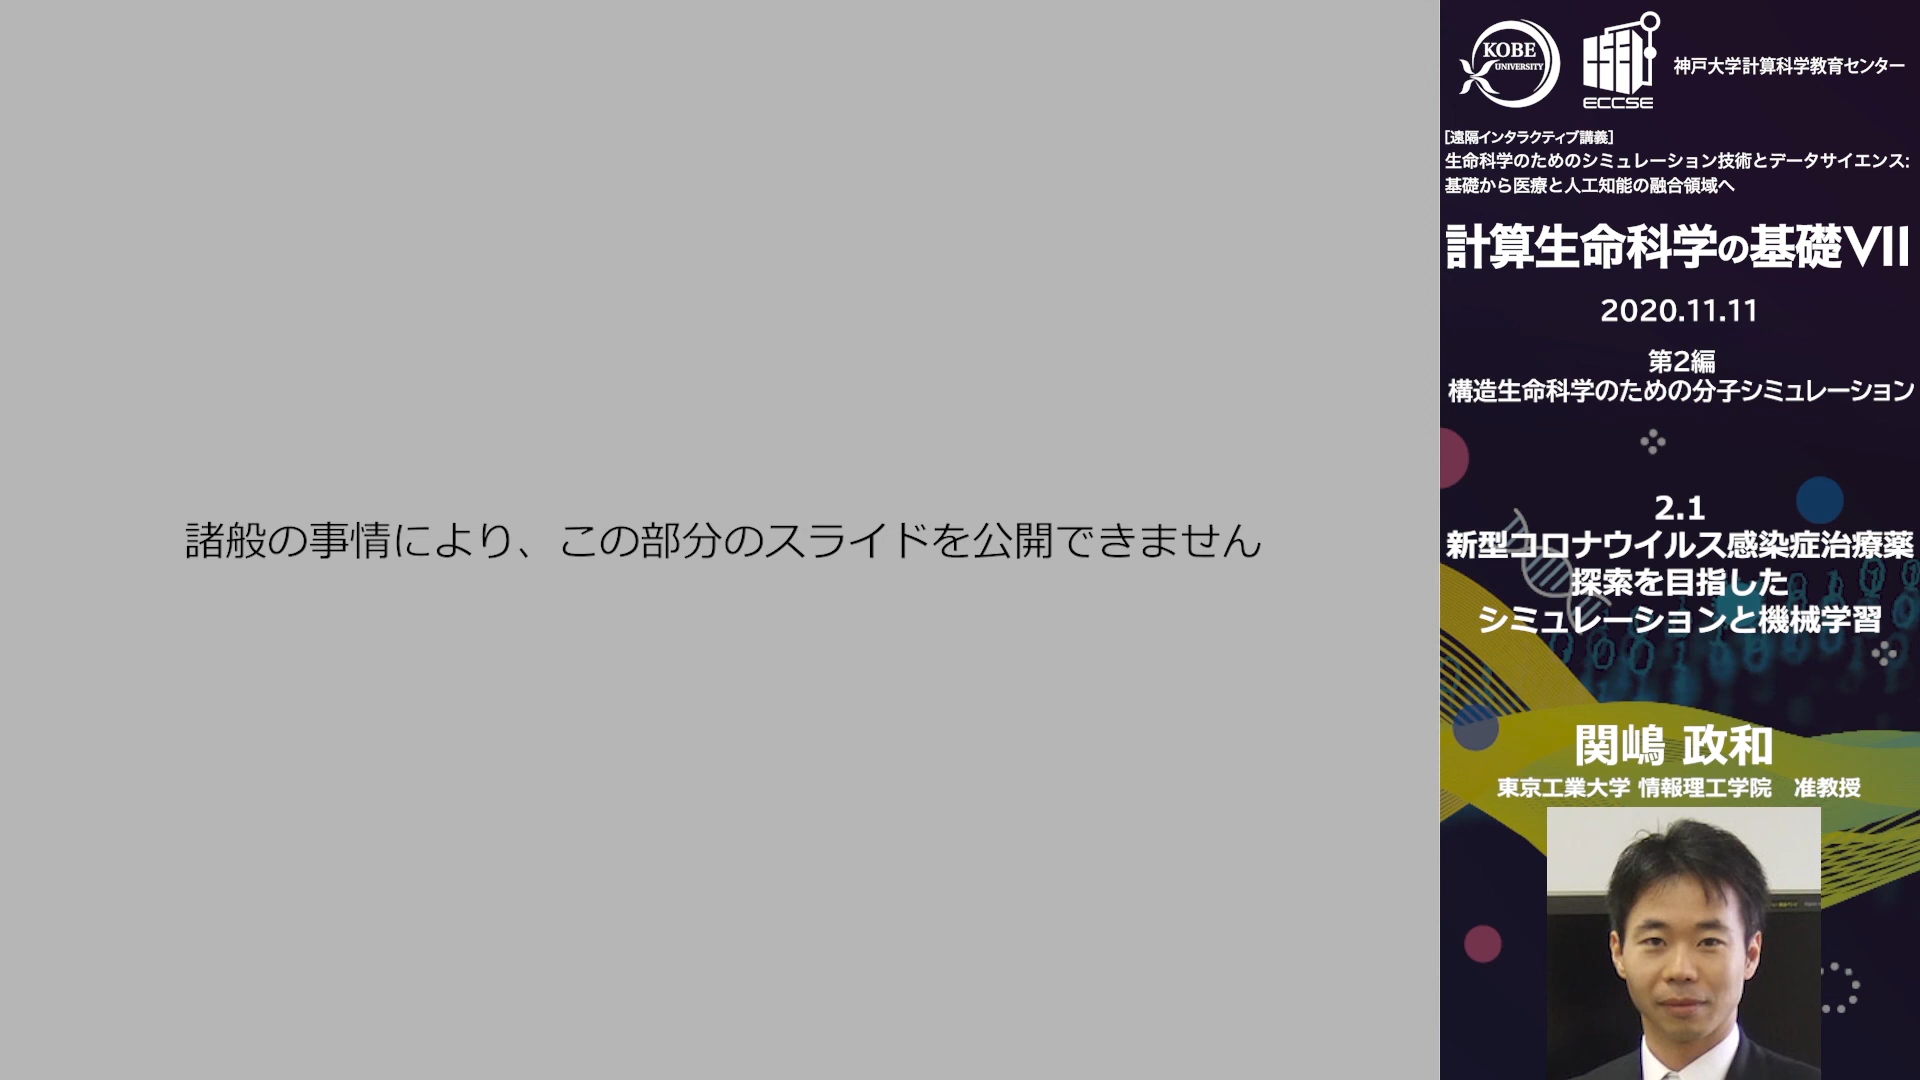 諸般の事情により、この部分のスライドを公開できません
KOBE
UNIVERSITY
ECCSE
神戸大学計算科学教育センター
［遠隔インタラクティブ講義］
生命科学のためのシミュレーション技術とデータサイエンス:
基礎から医療と人工知能の融合領域へ
計算生命科学の基礎VII
2020.11.11
第2編
構造生命科学のための分子シミュレーション
2.1
新型コロナウイルス感染症治療薬
探索を目指した
シミュレーションと機械学習
関嶋 政和
東京工業大学 情報理工学院　准教授